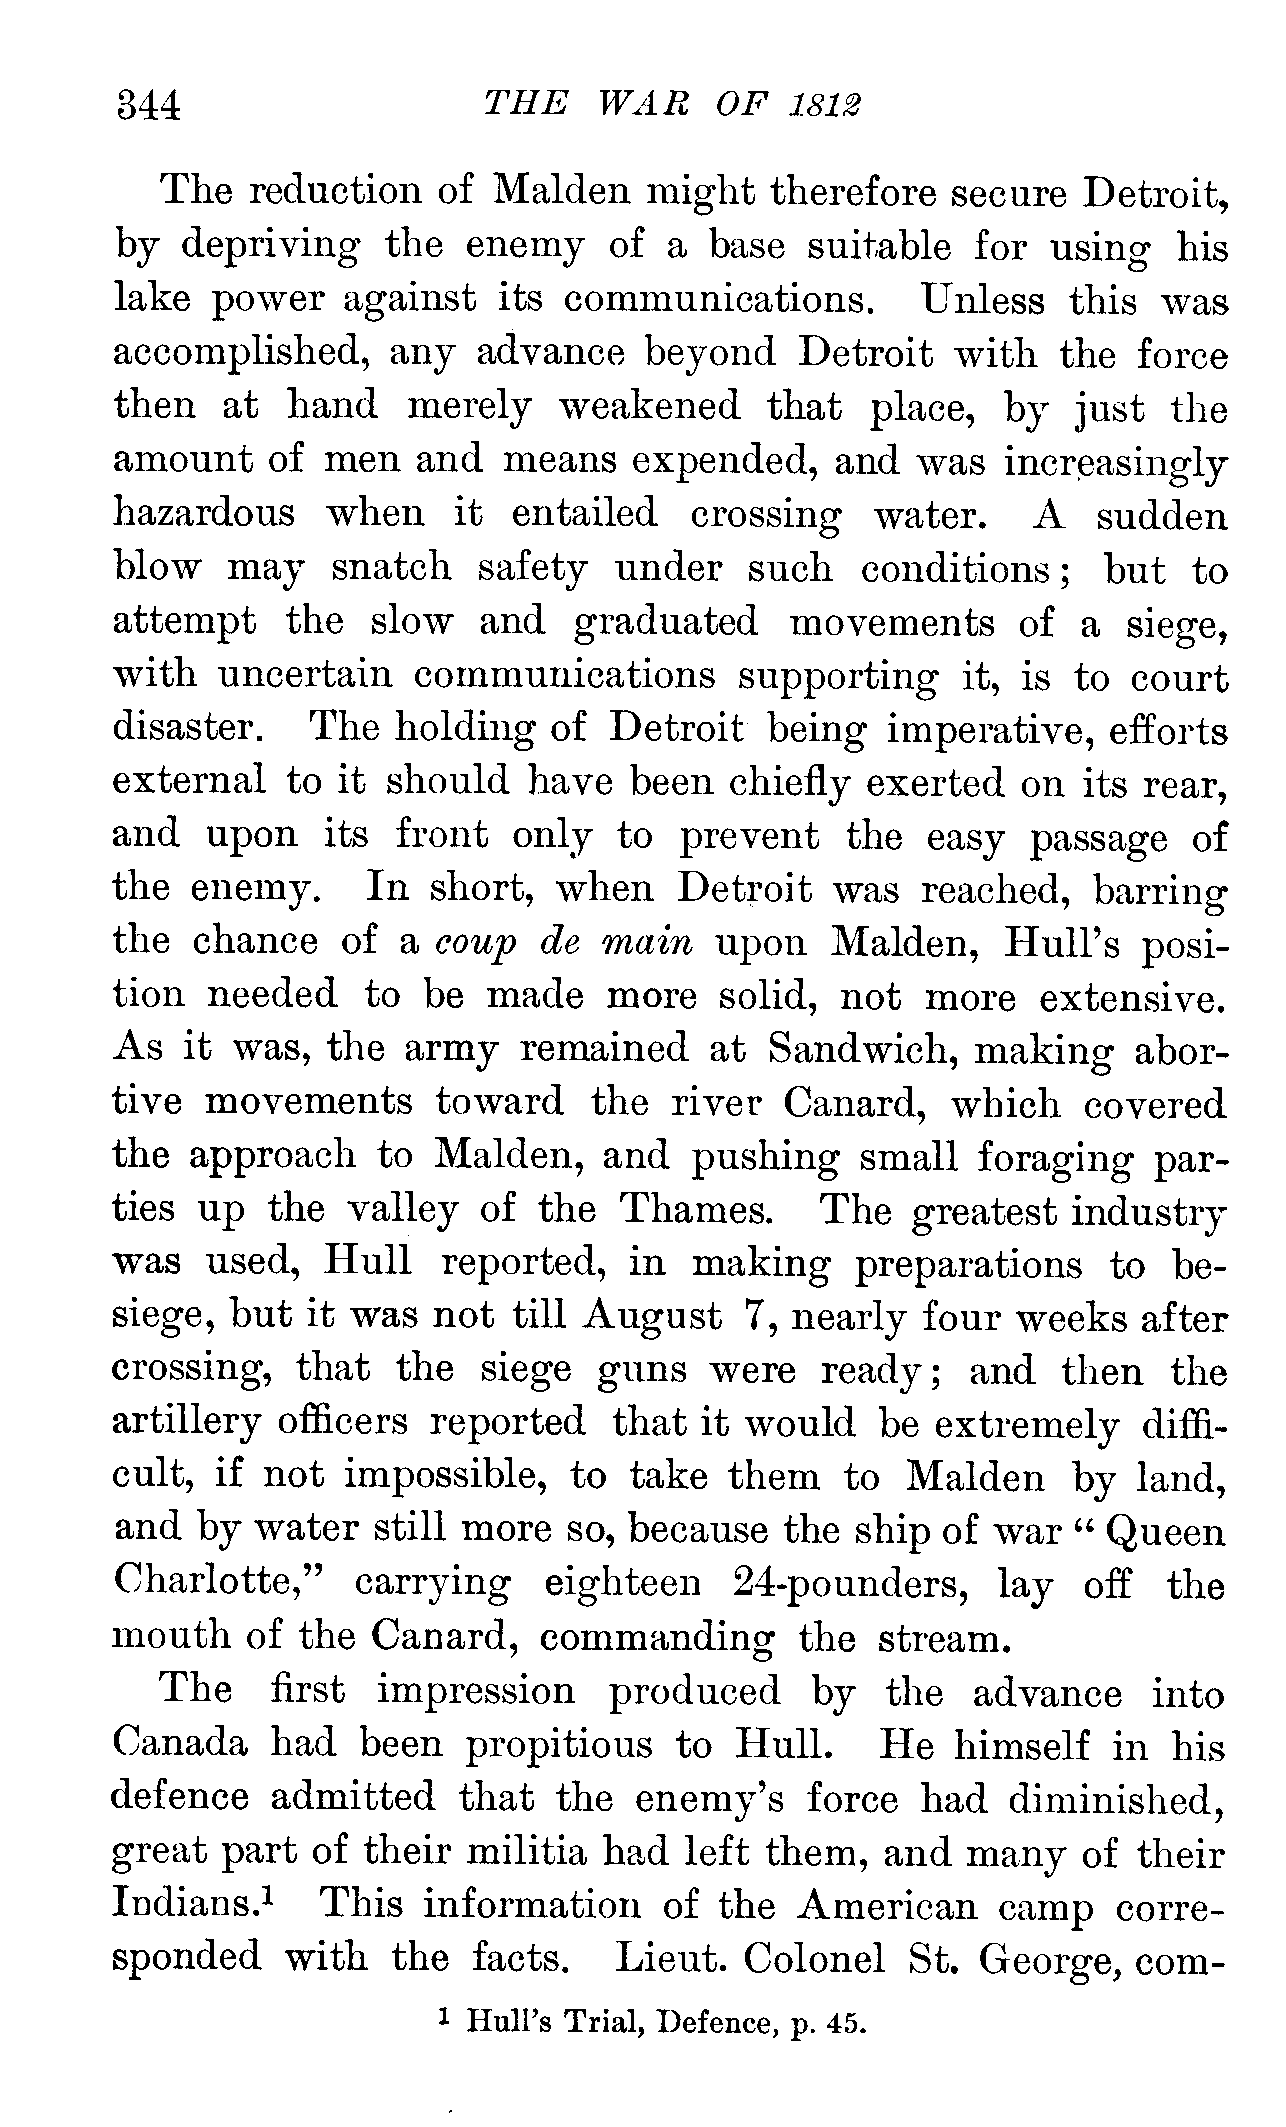 344 THE WAR OF 1812
The reduction of Malden might therefore secure Detroit,
by depriving the enemy of a base suitable for using his
lake power against its communications. Unless this was
accomplished, any advance beyond Detroit with the force
then at hand merely weakened that place, by just the
amount of men and means expended, and was increasingly
hazardous when it entailed crossing water. A sudden
blow may snatch safety under such conditions; but to
attempt the slow and graduated movements of a siege,
with uncertain communications supporting it, is to court
disaster. The holding of Detroit being imperative, efforts
external to it should have been chiefly exerted on its rear,
and upon its front only to prevent the easy passage of
the enemy. In short, when Detroit was reached, barring
the chance of a coup de main upon Malden, Hull's posi-
tion needed to be made more solid, not more extensive.
As it was, the army remained at Sandwich, making abor-
tive movements toward the river Canard, which covered
the approach to Malden, and pushing small foraging par-
ties up the valley of the Thames. The greatest industry
was used, Hull reported, in making preparations to be-
siege, but it was not till August 7, nearly four weeks after
crossing, that the siege guns were ready; and then the
artillery officers reported that it would be extremely diffi-
cult, if not impossible, to take them to Malden by land,
and by water still more so, because the ship of war "Queen
Charlotte," carrying eighteen 24-pounders, lay off the
mouth of the Canard, commanding the stream.
The first impression produced by the advance into
Canada had been propitious to Hull. He himself in his
defence admitted that the enemy's force had diminished,
great part of their militia had left them, and many of their
Indians.¹ This information of the American camp corre-
sponded with the facts. Lieut. Colonel St. George, com-
¹ Hull's Trial, Defence, p. 45.